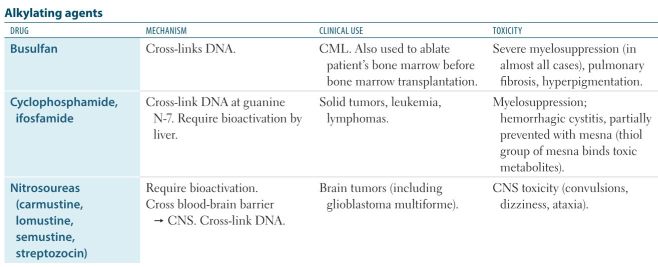 Alkylating agents
DRUG MECHANISM CLINICAL USE TOXICITY
Busulfan
Cross-links DNA.
CML. Also used to ablate
patient's bone marrow before
bone marrow transplantation.
Severe myelosuppression (in
almost all cases), pulmonary
fibrosis, hyperpigmentation.
Cyclophosphamide,
ifosfamide
Cross-link DNA at guanine
N-7. Require bioactivation by
liver.
Solid tumors, leukemia,
lymphomas.
Myelosuppression;
hemorrhagic cystitis, partially
prevented with mesna (thiol
group of mesna binds toxic
metabolites).
Nitrosoureas
(carmustine,
lomustine,
semustine,
streptozocin)
Require bioactivation.
Cross blood-brain barrier
→ CNS. Cross-link DNA.
Brain tumors (including
glioblastoma multiforme).
CNS toxicity (convulsions,
dizziness, ataxia).